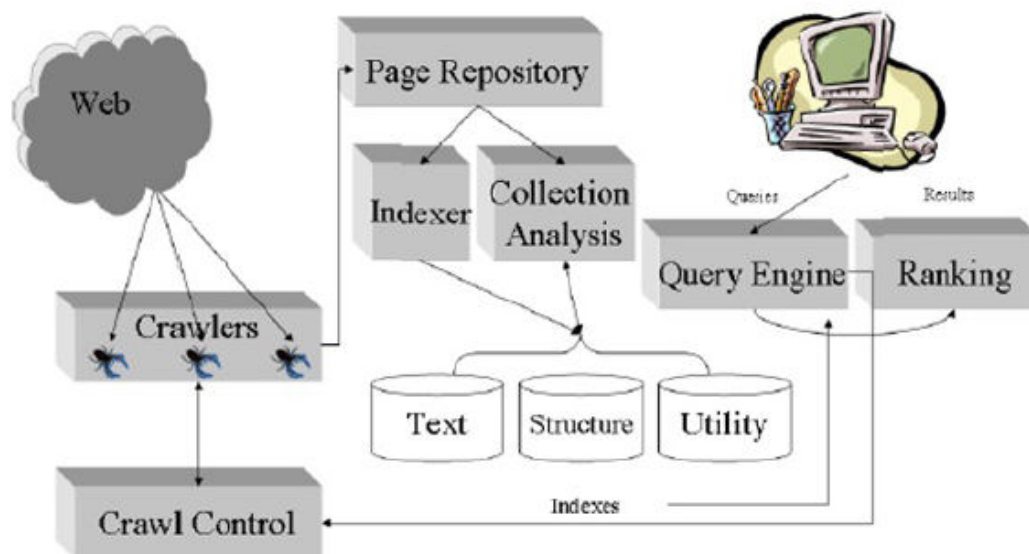 Web
Page Repository
Indexer
Collection
Analysis
Queries
Results
Query Engine
Ranking
Crawlers
Text
Structure
Utility
Indexes
Crawl Control